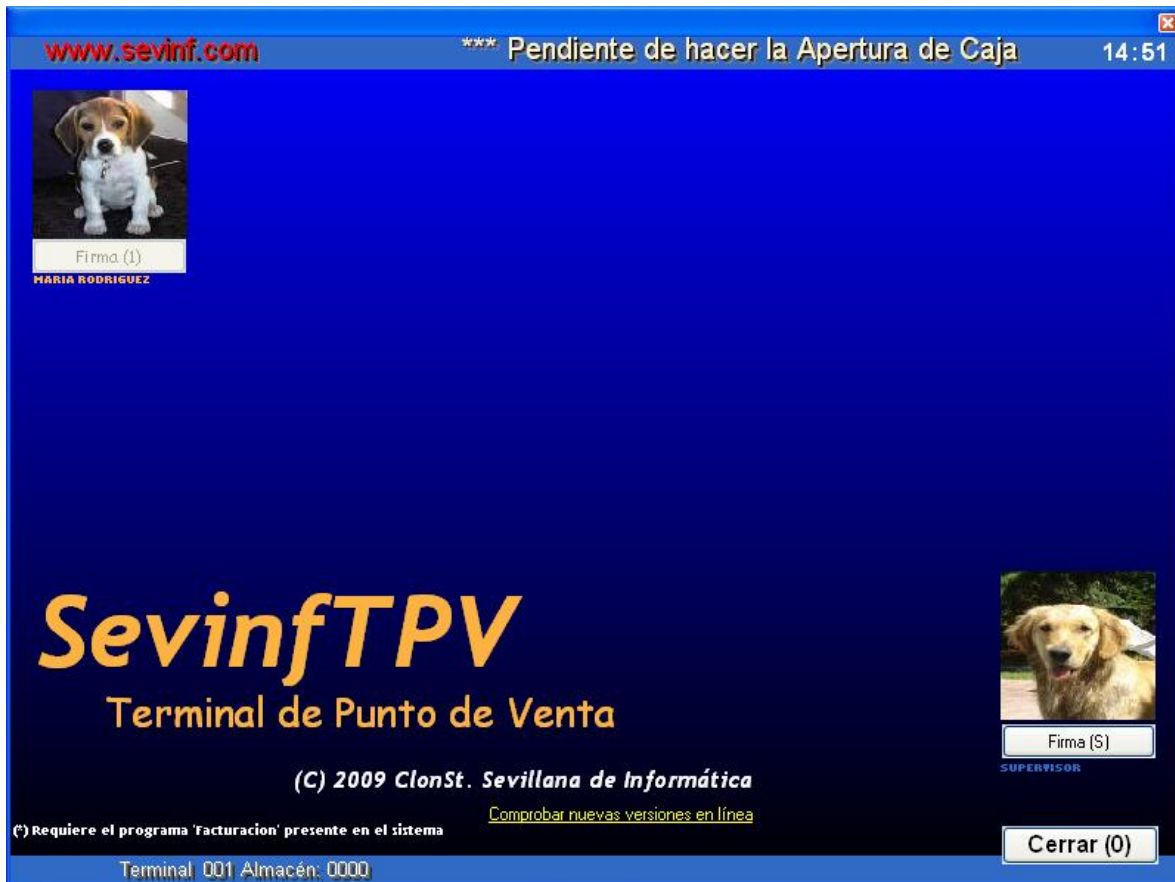 www.sevinf.com
*** Pendiente de hacer la Apertura de Caja
14:51
Firma (1)
MARIA RODRIGUEZ
SevinfTPV
Terminal de Punto de Venta
Firma (S)
SUPERVISOR
(C) 2009 ClonSt. Sevillana de Informática
Comprobar nuevas versiones en línea
(*) Requiere el programa 'Facturacion' presente en el sistema
Cerrar (0)
Terminal 001 Almacén: 0000